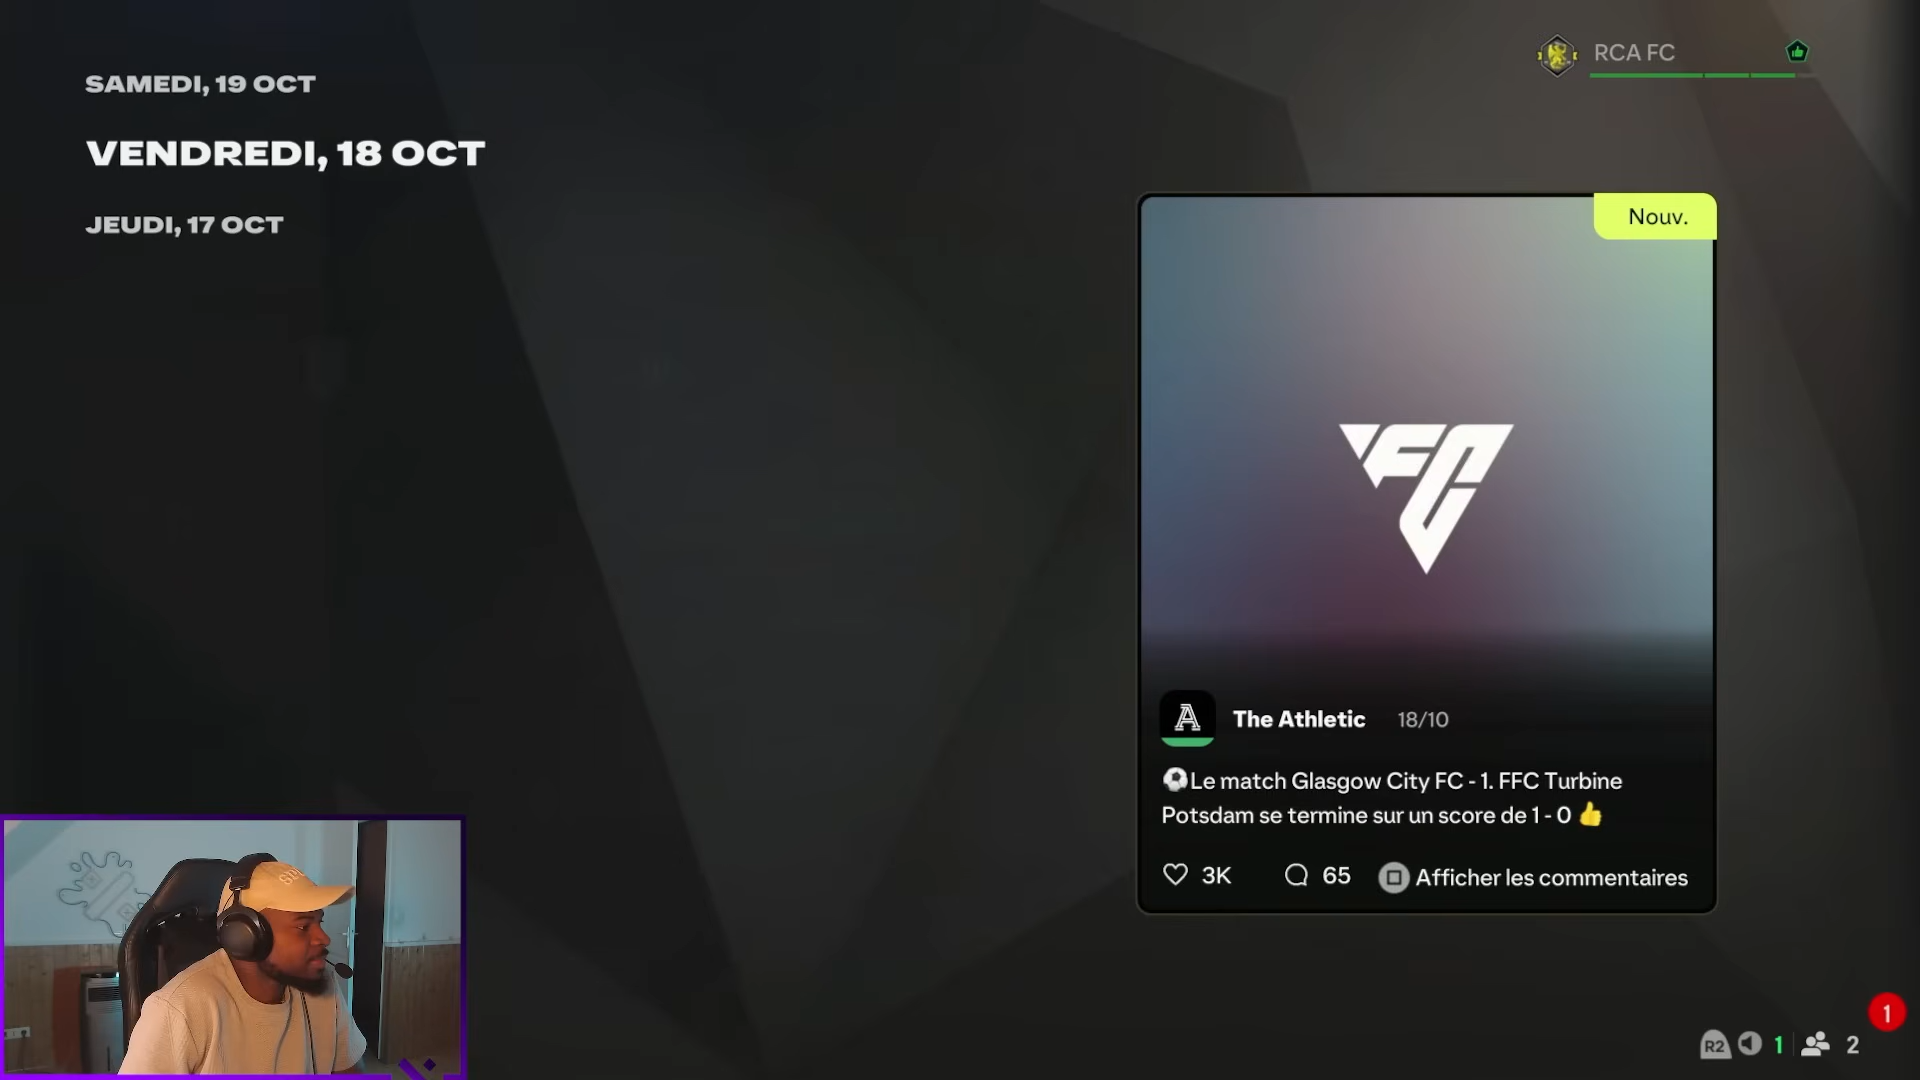 SAMEDI, 19 OCT
VENDREDI, 18 OCT
JEUDI, 17 OCT
RCA FC
Nouv.
FC
A
The Athletic 18/10
⚽Le match Glasgow City FC - 1. FFC Turbine
Potsdam se termine sur un score de 1 - 0 👍
3K 65 Afficher les commentaires
1
R2 1 2